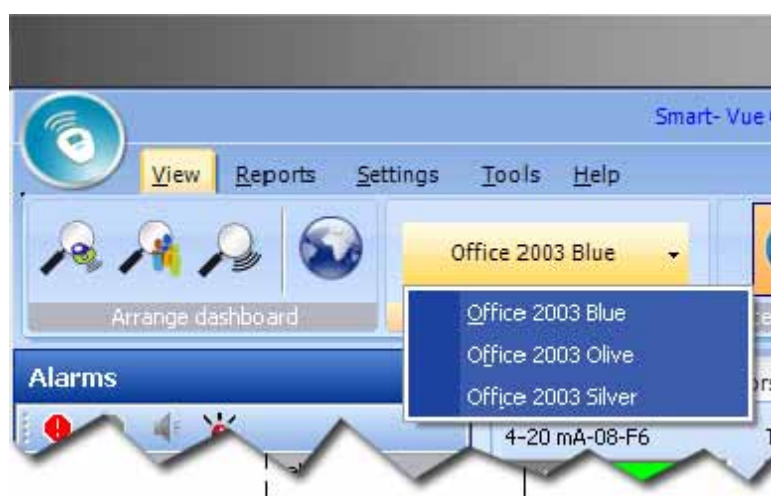 Smart- Vue
View Reports Settings Tools Help
Office 2003 Blue
Arrange dashboard
Office 2003 Blue
Office 2003 Olive
Office 2003 Silver
Alarms
4-20 mA-08-F6